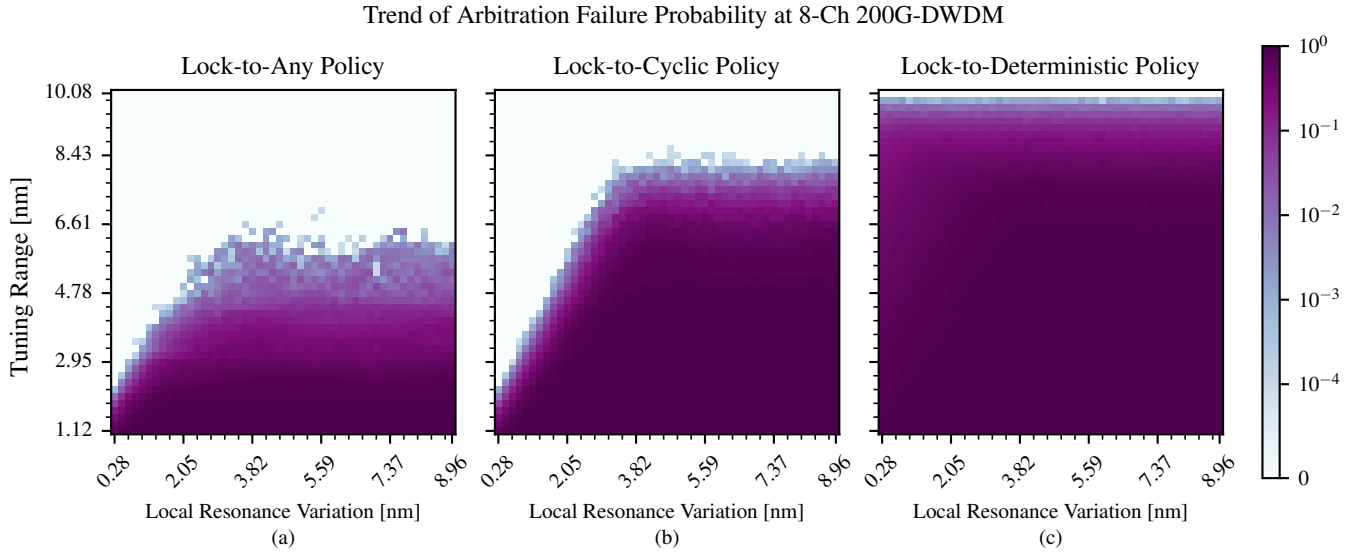 Trend of Arbitration Failure Probability at 8-Ch 200G-DWDM
Lock-to-Any Policy
Lock-to-Cyclic Policy
Lock-to-Deterministic Policy
Tuning Range [nm]
10.08
8.43
6.61
4.78
2.95
1.12
0.28 2.05 3.82 5.59 7.37 8.96
0.28 2.05 3.82 5.59 7.37 8.96
0.28 2.05 3.82 5.59 7.37 8.96
Local Resonance Variation [nm]
Local Resonance Variation [nm]
Local Resonance Variation [nm]
(a)
(b)
(c)
10⁰
10⁻¹
10⁻²
10⁻³
10⁻⁴
0